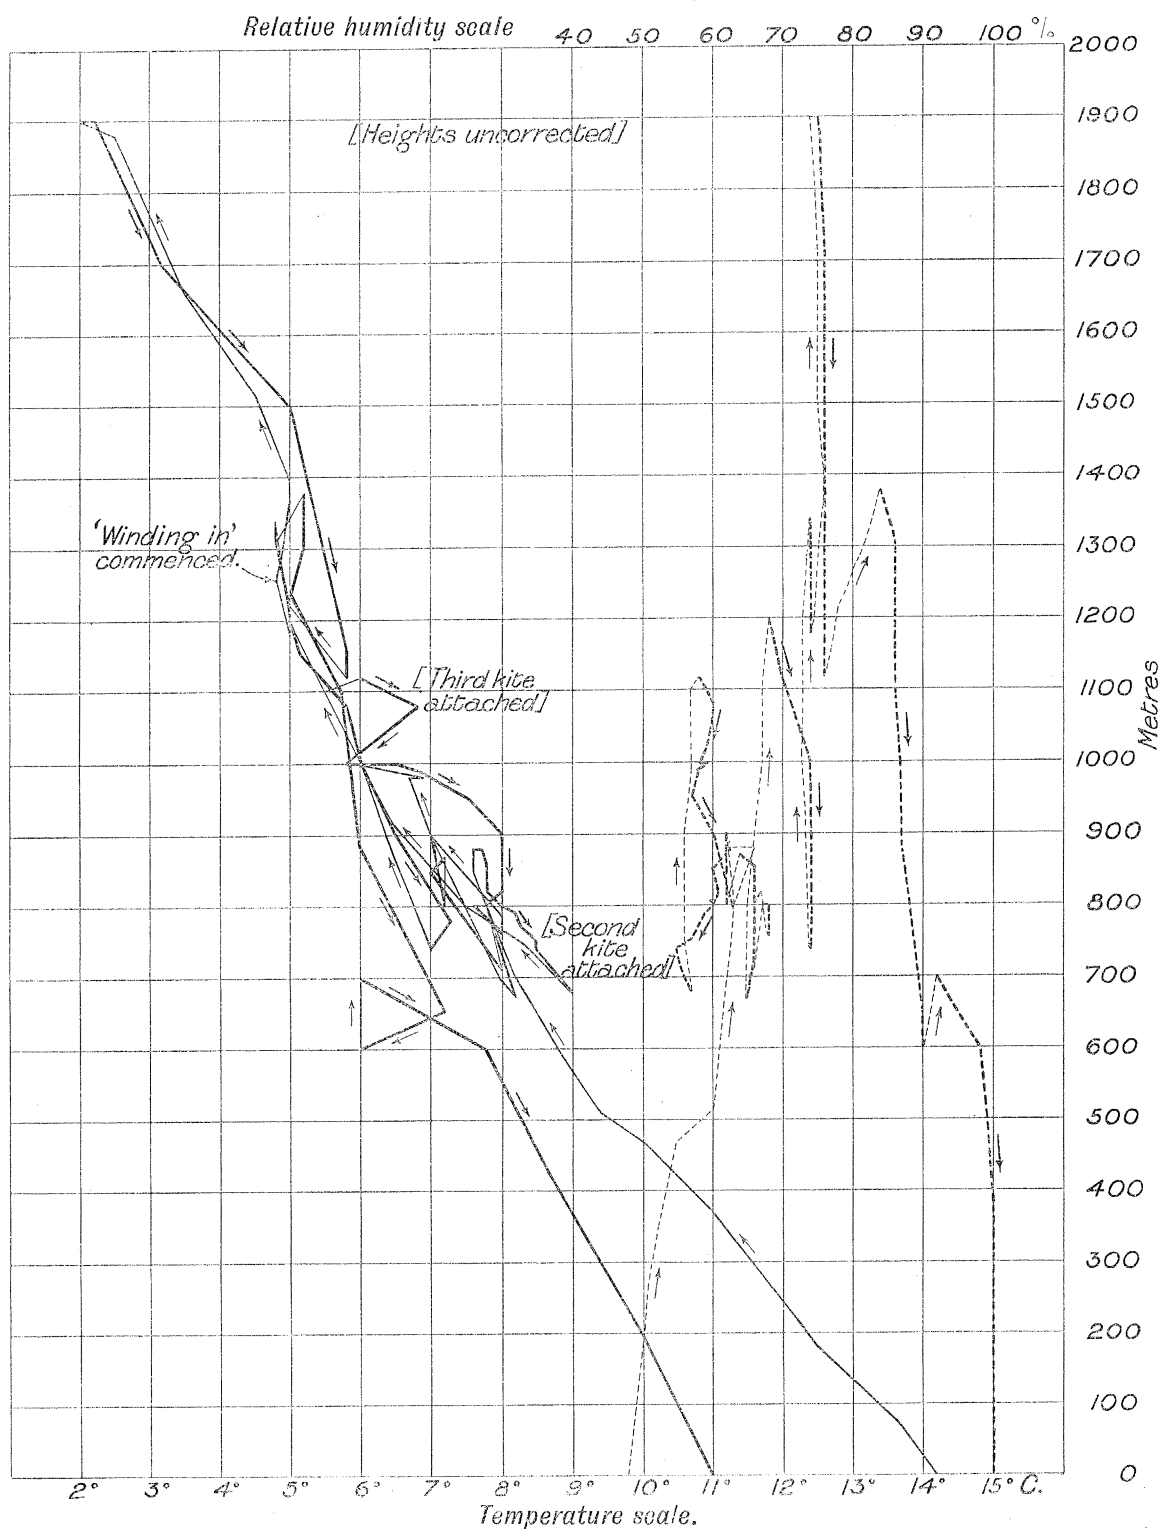 Relative humidity scale 40 50 60 70 80 90 100 %
2000
[Heights uncorrected]
1900
1800
1700
1600
1500
1400
'Winding in'
commenced.
1300
1200
[Third kite
attached]
1100
Metres
1000
900
800
[Second
kite
attached]
700
600
500
400
300
200
100
0
2° 3° 4° 5° 6° 7° 8° 9° 10° 11° 12° 13° 14° 15° C.
Temperature scale.